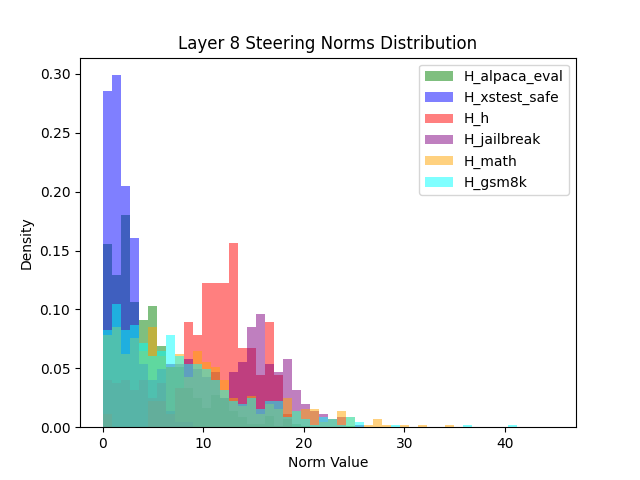 Layer 8 Steering Norms Distribution
H_alpaca_eval
H_xstest_safe
H_h
H_jailbreak
H_math
H_gsm8k
0.30
0.25
0.20
0.15
0.10
0.05
0.00
Density
0 10 20 30 40
Norm Value